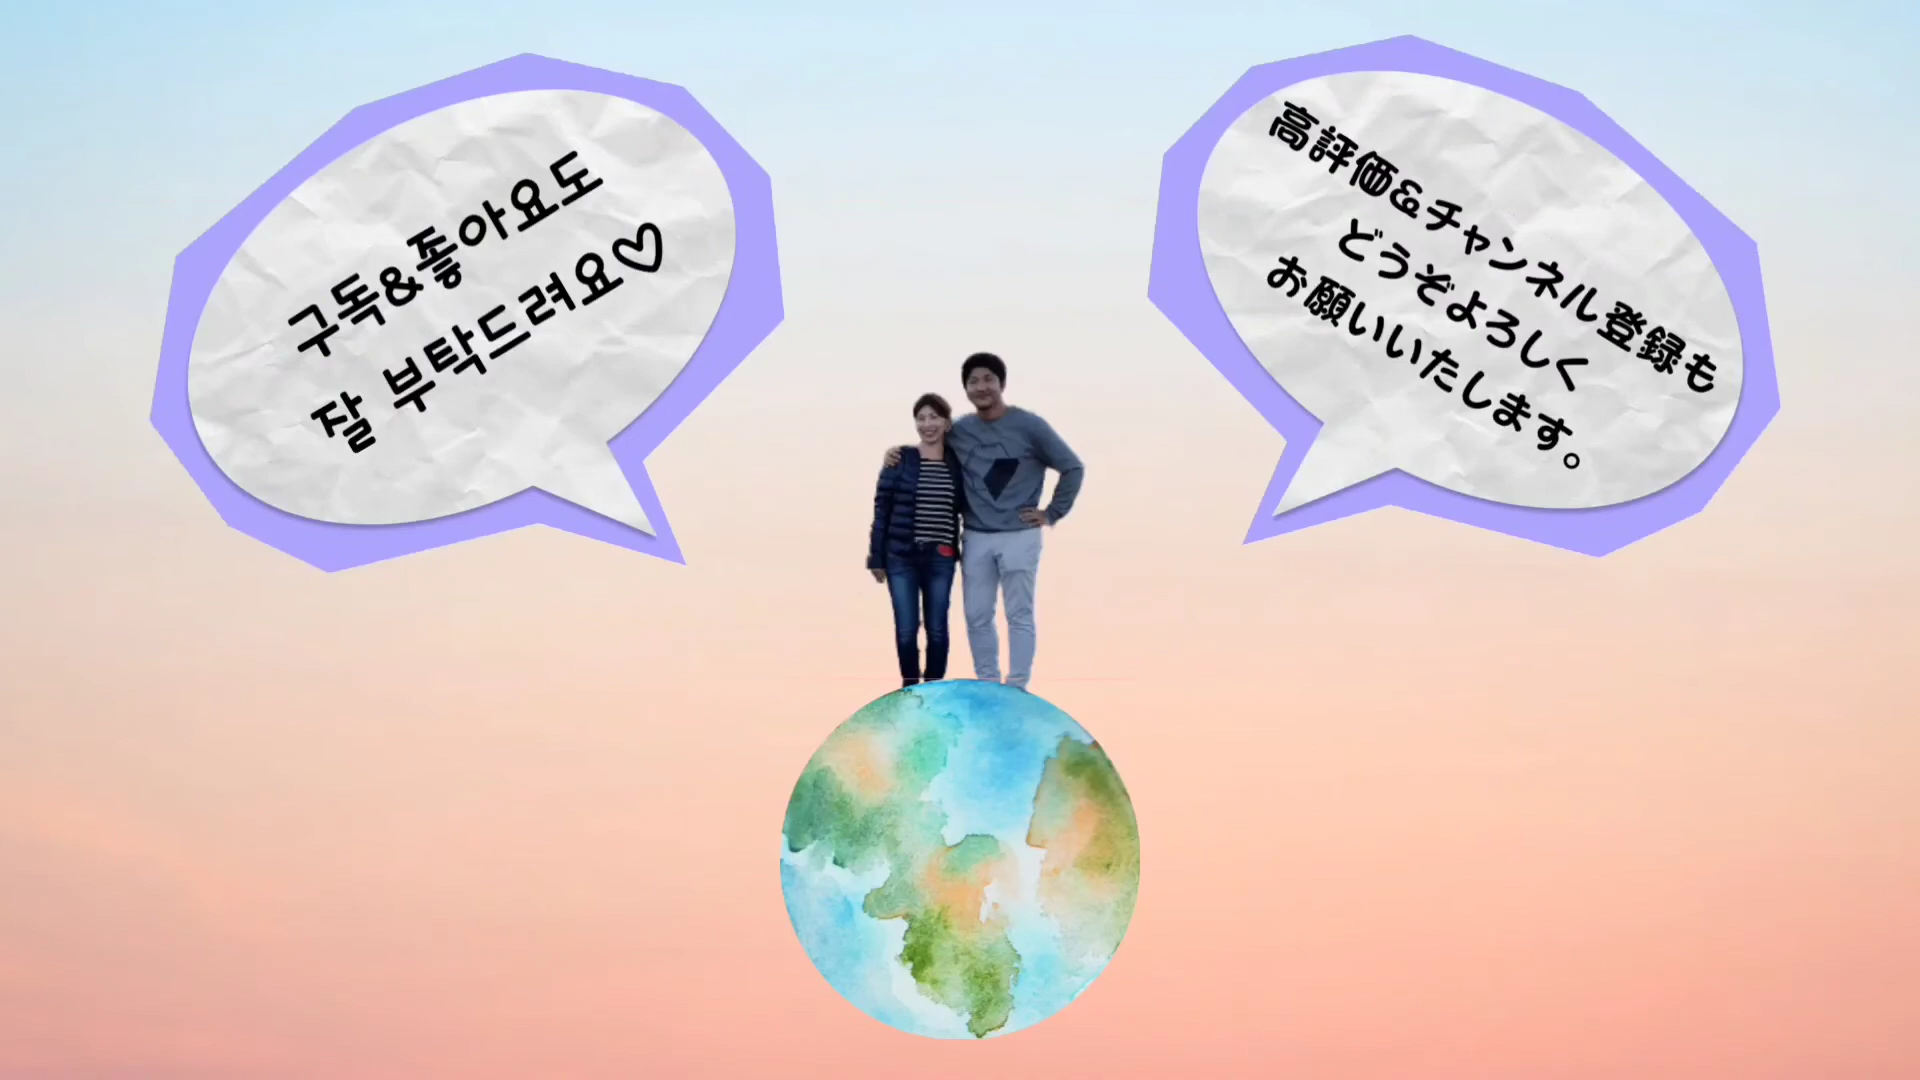 구독&좋아요도
잘 부탁드려요♡
高評価&チャンネル登録も
どうぞよろしく
お願いいたします。